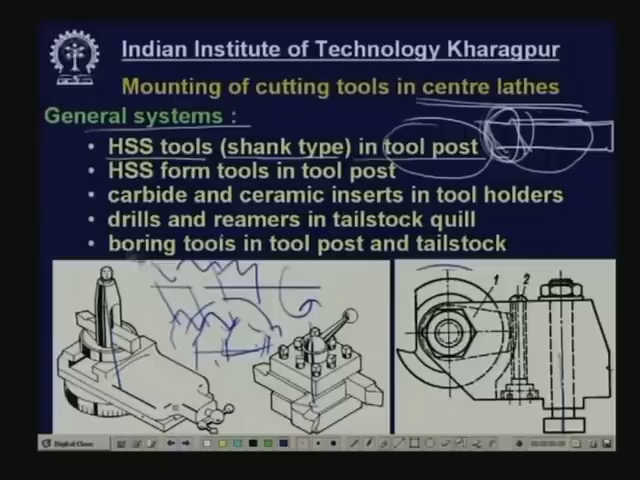 Indian Institute of Technology Kharagpur
Mounting of cutting tools in centre lathes
General systems :
• HSS tools (shank type) in tool post
• HSS form tools in tool post
• carbide and ceramic inserts in tool holders
• drills and reamers in tailstock quill
• boring tools in tool post and tailstock
1 2
Digital Class